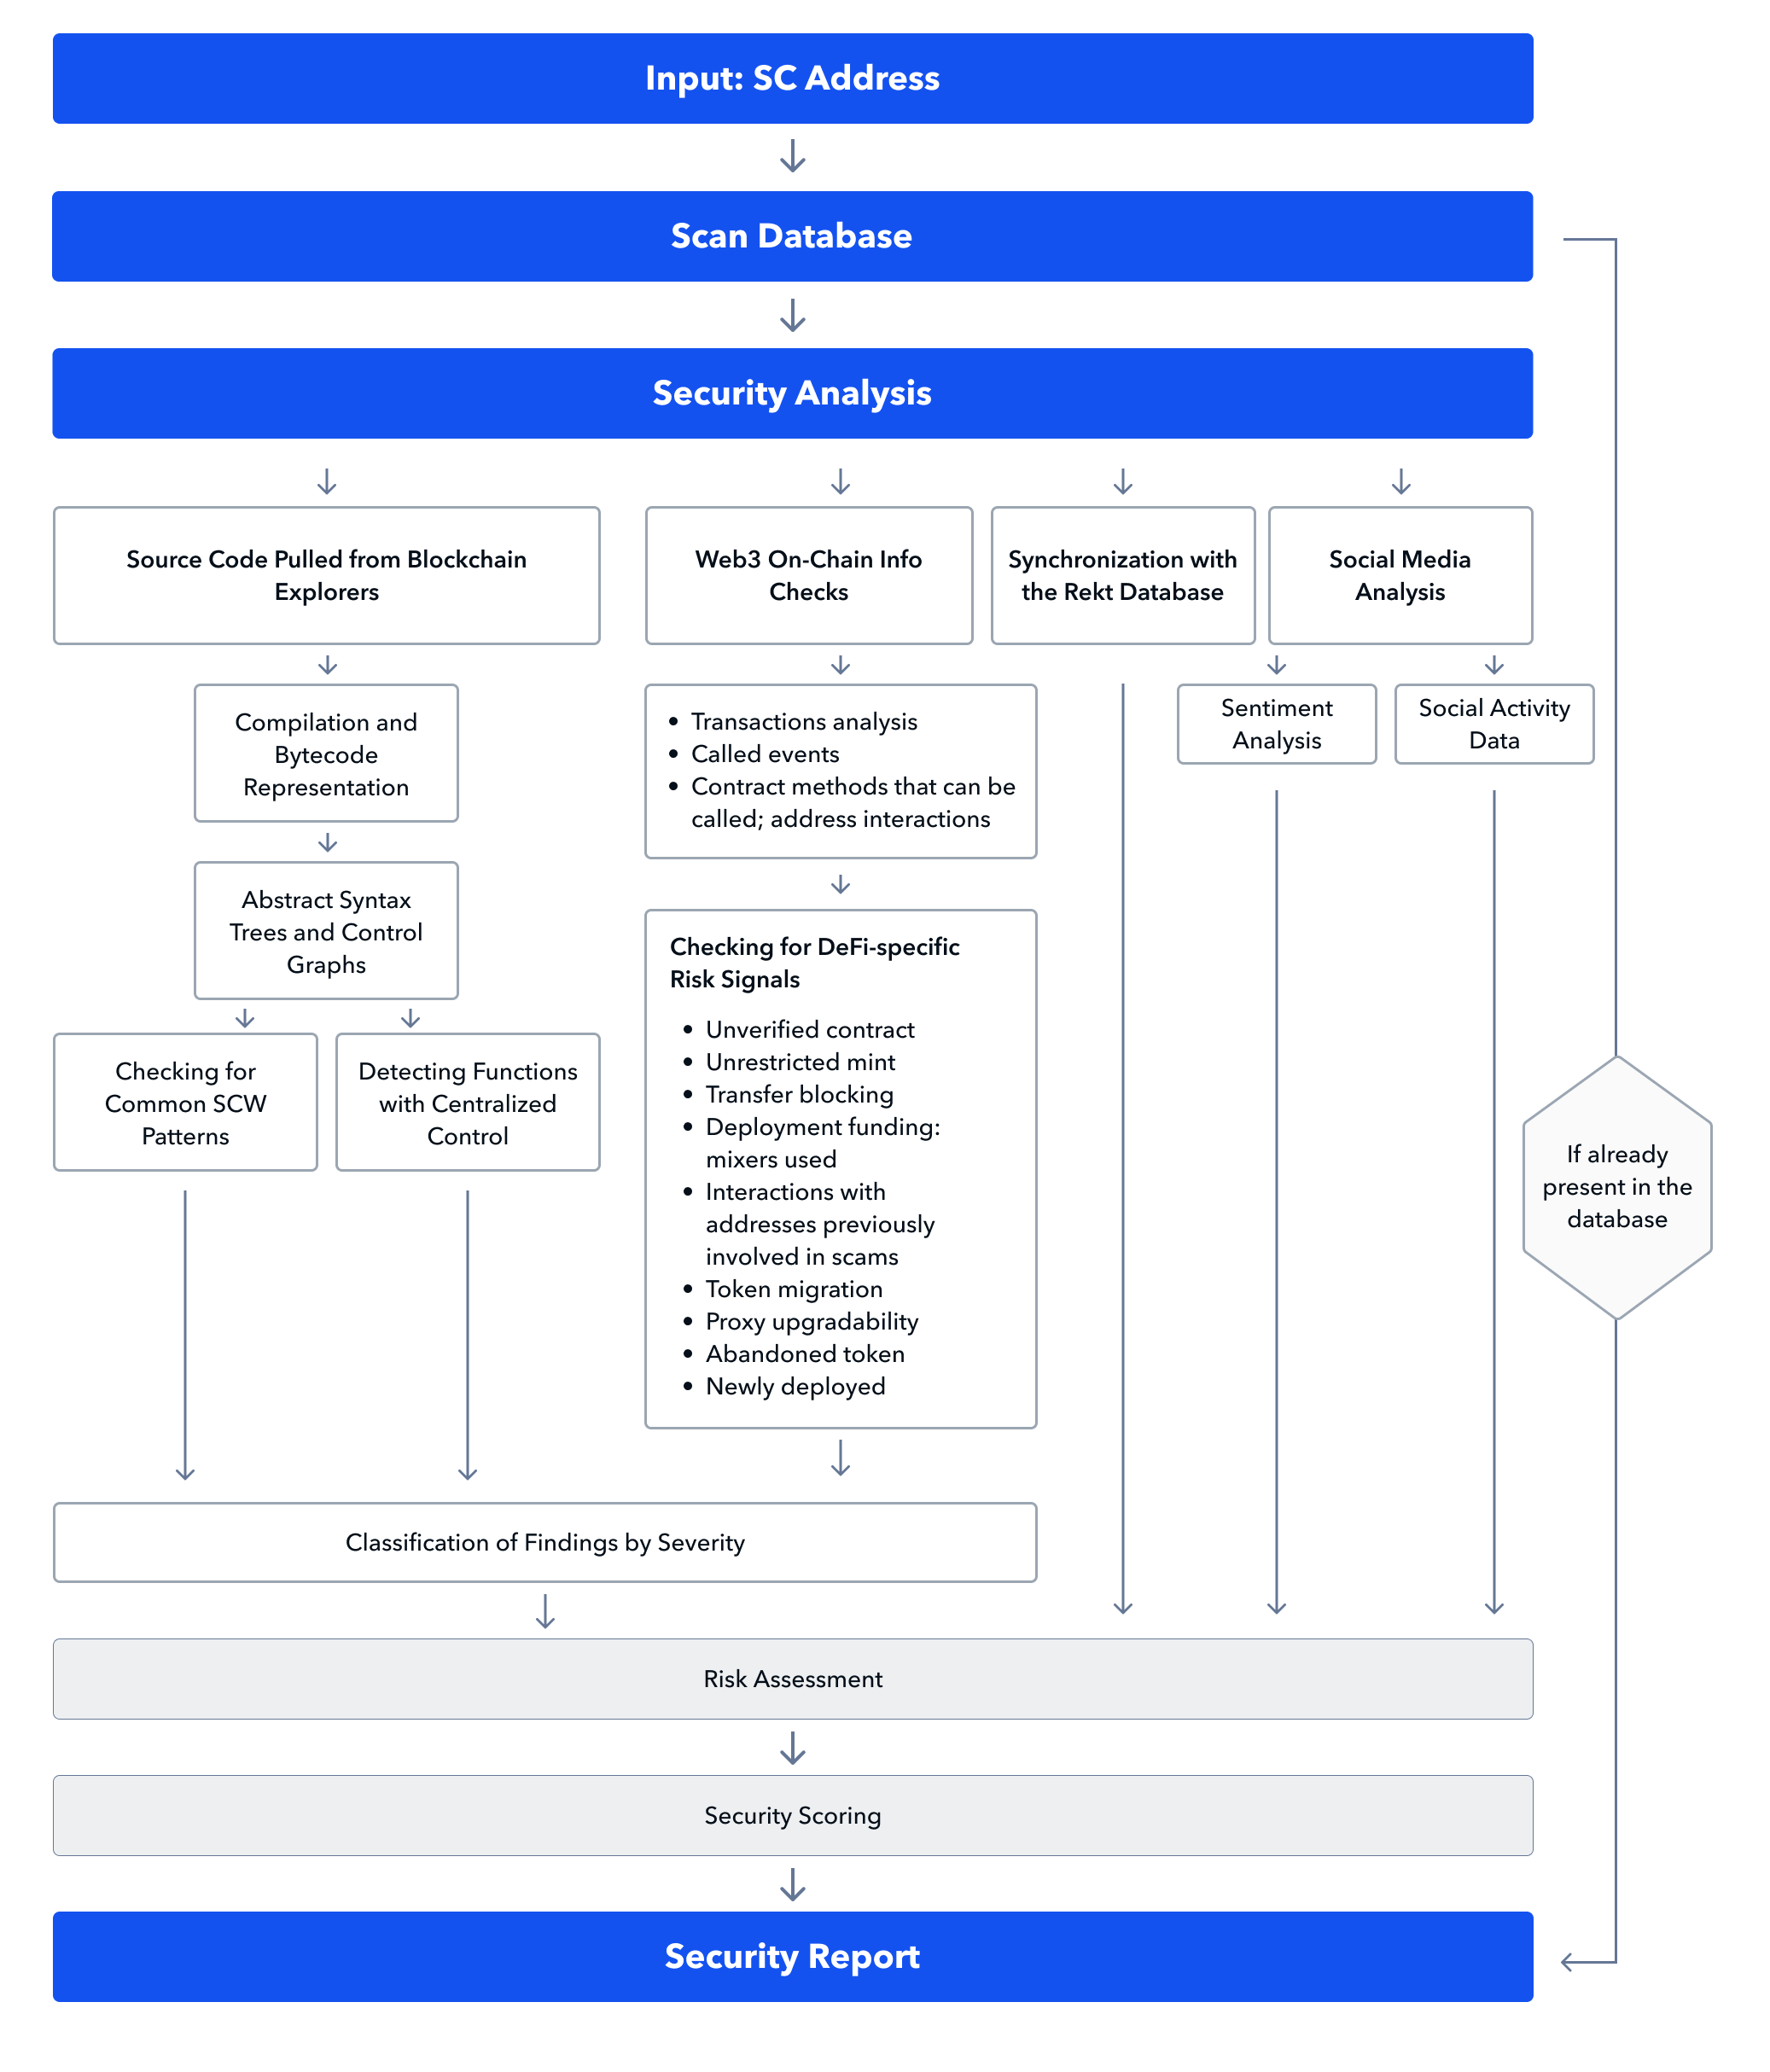 Input: SC Address
Scan Database
Security Analysis
Source Code Pulled from Blockchain
Explorers
Web3 On-Chain Info
Checks
Synchronization with
the Rekt Database
Social Media
Analysis
Compilation and
Bytecode
Representation
• Transactions analysis
• Called events
• Contract methods that can be
called; address interactions
Sentiment
Analysis
Social Activity
Data
Abstract Syntax
Trees and Control
Graphs
Checking for
Common SCW
Patterns
Detecting Functions
with Centralized
Control
Checking for DeFi-specific
Risk Signals
• Unverified contract
• Unrestricted mint
• Transfer blocking
• Deployment funding:
mixers used
• Interactions with
addresses previously
involved in scams
• Token migration
• Proxy upgradability
• Abandoned token
• Newly deployed
If already
present in the
database
Classification of Findings by Severity
Risk Assessment
Security Scoring
Security Report